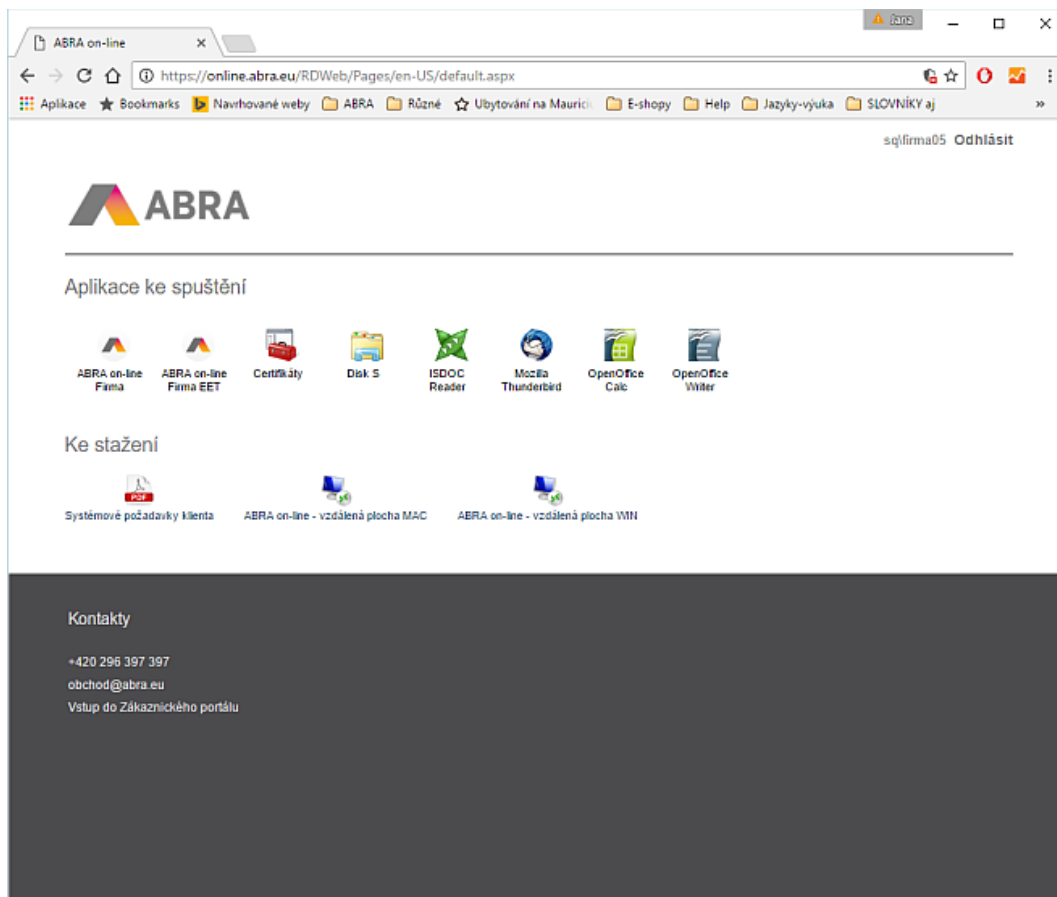 Jana
ABRA on-line
https://online.abra.eu/RDWeb/Pages/en-US/default.aspx
Aplikace Bookmarks Navrhované weby ABRA Různé Ubytování na Mauriciu E-shopy Help Jazyky-výuka SLOVNÍKY aj »
sq\firma05 Odhlásit
ABRA
Aplikace ke spuštění
ABRA on-line Firma
ABRA on-line Firma EET
Certifikáty
Disk S
ISDOC Reader
Mozilla Thunderbird
OpenOffice Calc
OpenOffice Writer
Ke stažení
PDF
Systémové požadavky klienta
ABRA on-line - vzdálená plocha MAC
ABRA on-line - vzdálená plocha WIN
Kontakty
+420 296 397 397
obchod@abra.eu
Vstup do Zákaznického portálu